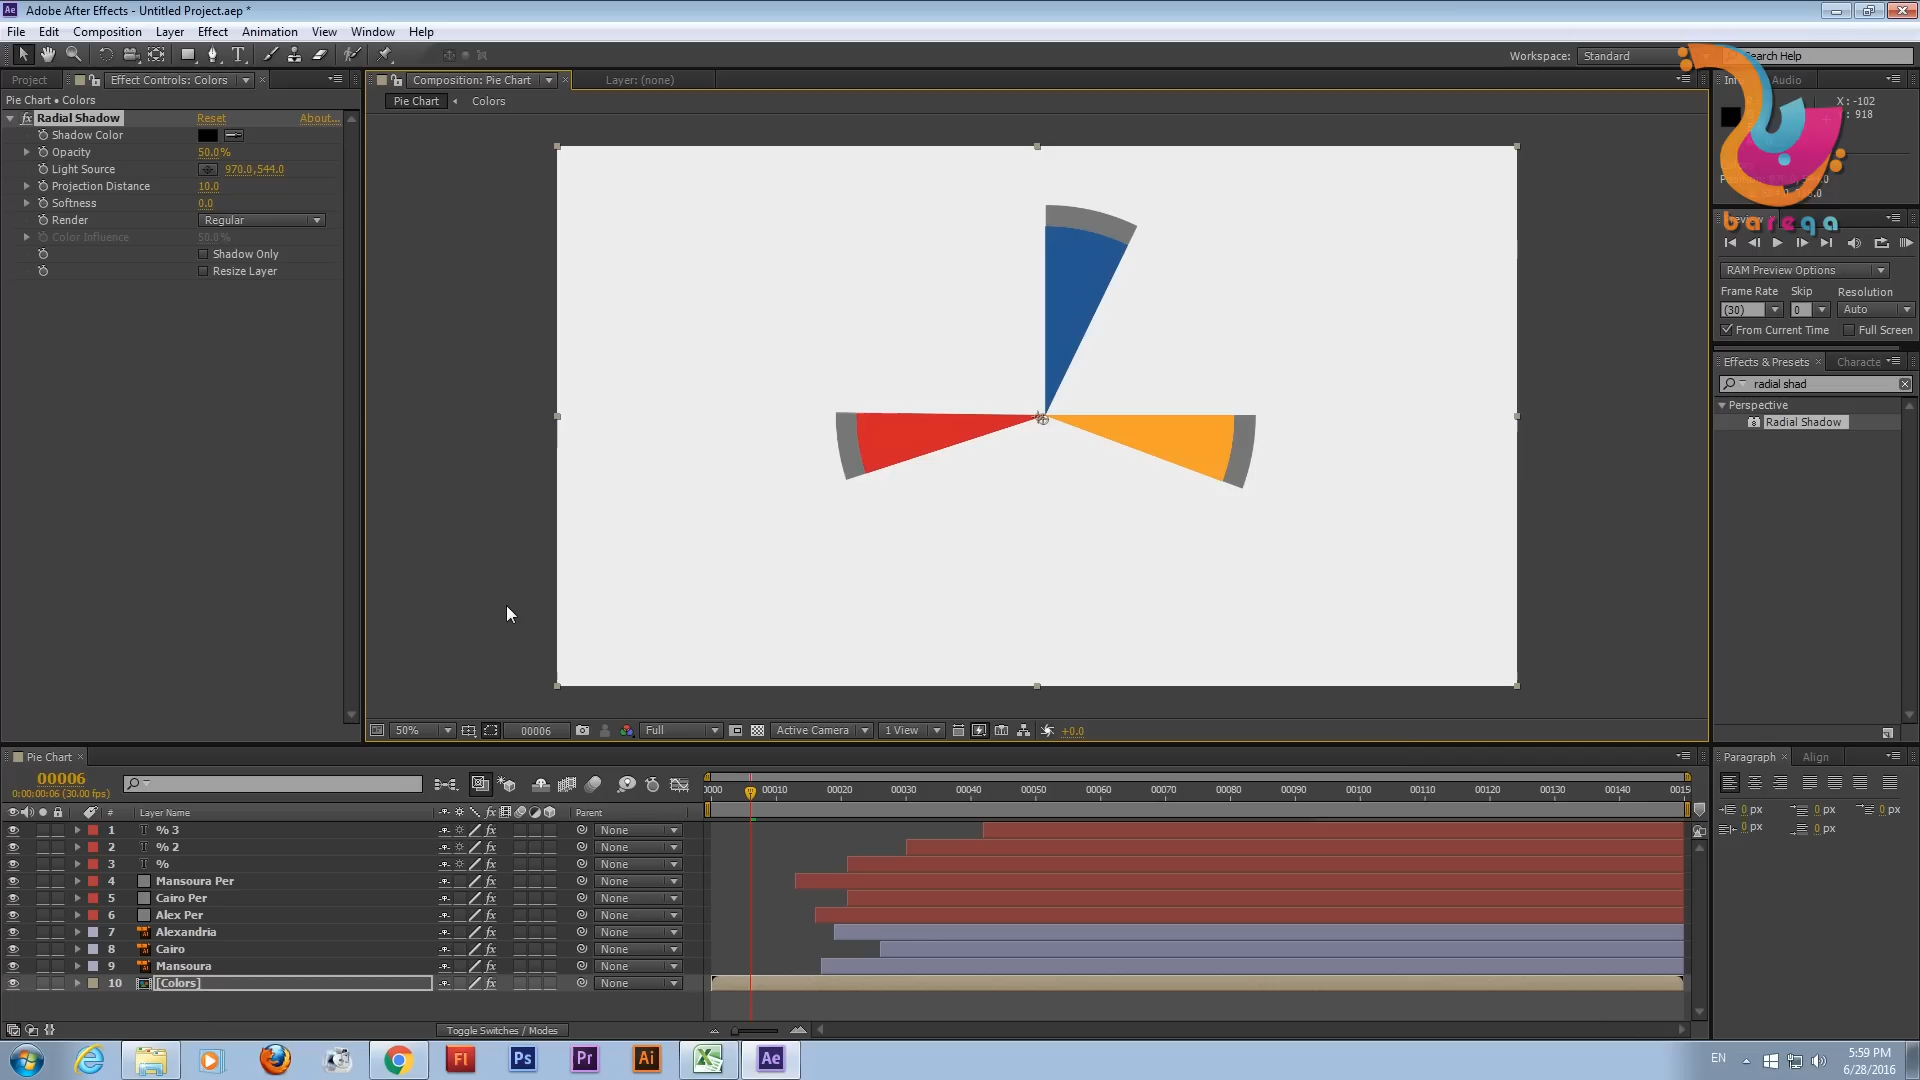 Adobe After Effects - Untitled Project.aep *
File Edit Composition Layer Effect Animation View Window Help
Workspace: Standard Search Help
Project Effect Controls: Colors Composition: Pie Chart Layer: (none) Audio
Pie Chart • Colors
Pie Chart Colors
X : -102
Y : 918
Radial Shadow Reset About...
Shadow Color
Opacity 50.0%
Light Source 970.0,544.0
Projection Distance 10.0
Softness 0.0
Render Regular
Color Influence 50.0%
Shadow Only
Resize Layer
bareqa
RAM Preview Options
Frame Rate Skip Resolution
(30) 0 Auto
From Current Time Full Screen
Effects & Presets Characte
radial shad
Perspective
Radial Shadow
50% 00006 Full Active Camera 1 View +0.0
Pie Chart
Paragraph Align
00006
0:00:00:06 (30.00 fps)
0000 00010 00020 00030 00040 00050 00060 00070 00080 00090 00100 00110 00120 00130 00140 0015
# Layer Name Parent
1 T % 3 None
2 T % 2 None
3 T % None
4 Mansoura Per None
5 Cairo Per None
6 Alex Per None
7 Alexandria None
8 Cairo None
9 Mansoura None
10 [Colors] None
0 px 0 px 0 px
0 px 0 px
Toggle Switches / Modes
Fl Ps Pr Ai Ae
EN
5:59 PM
6/28/2016